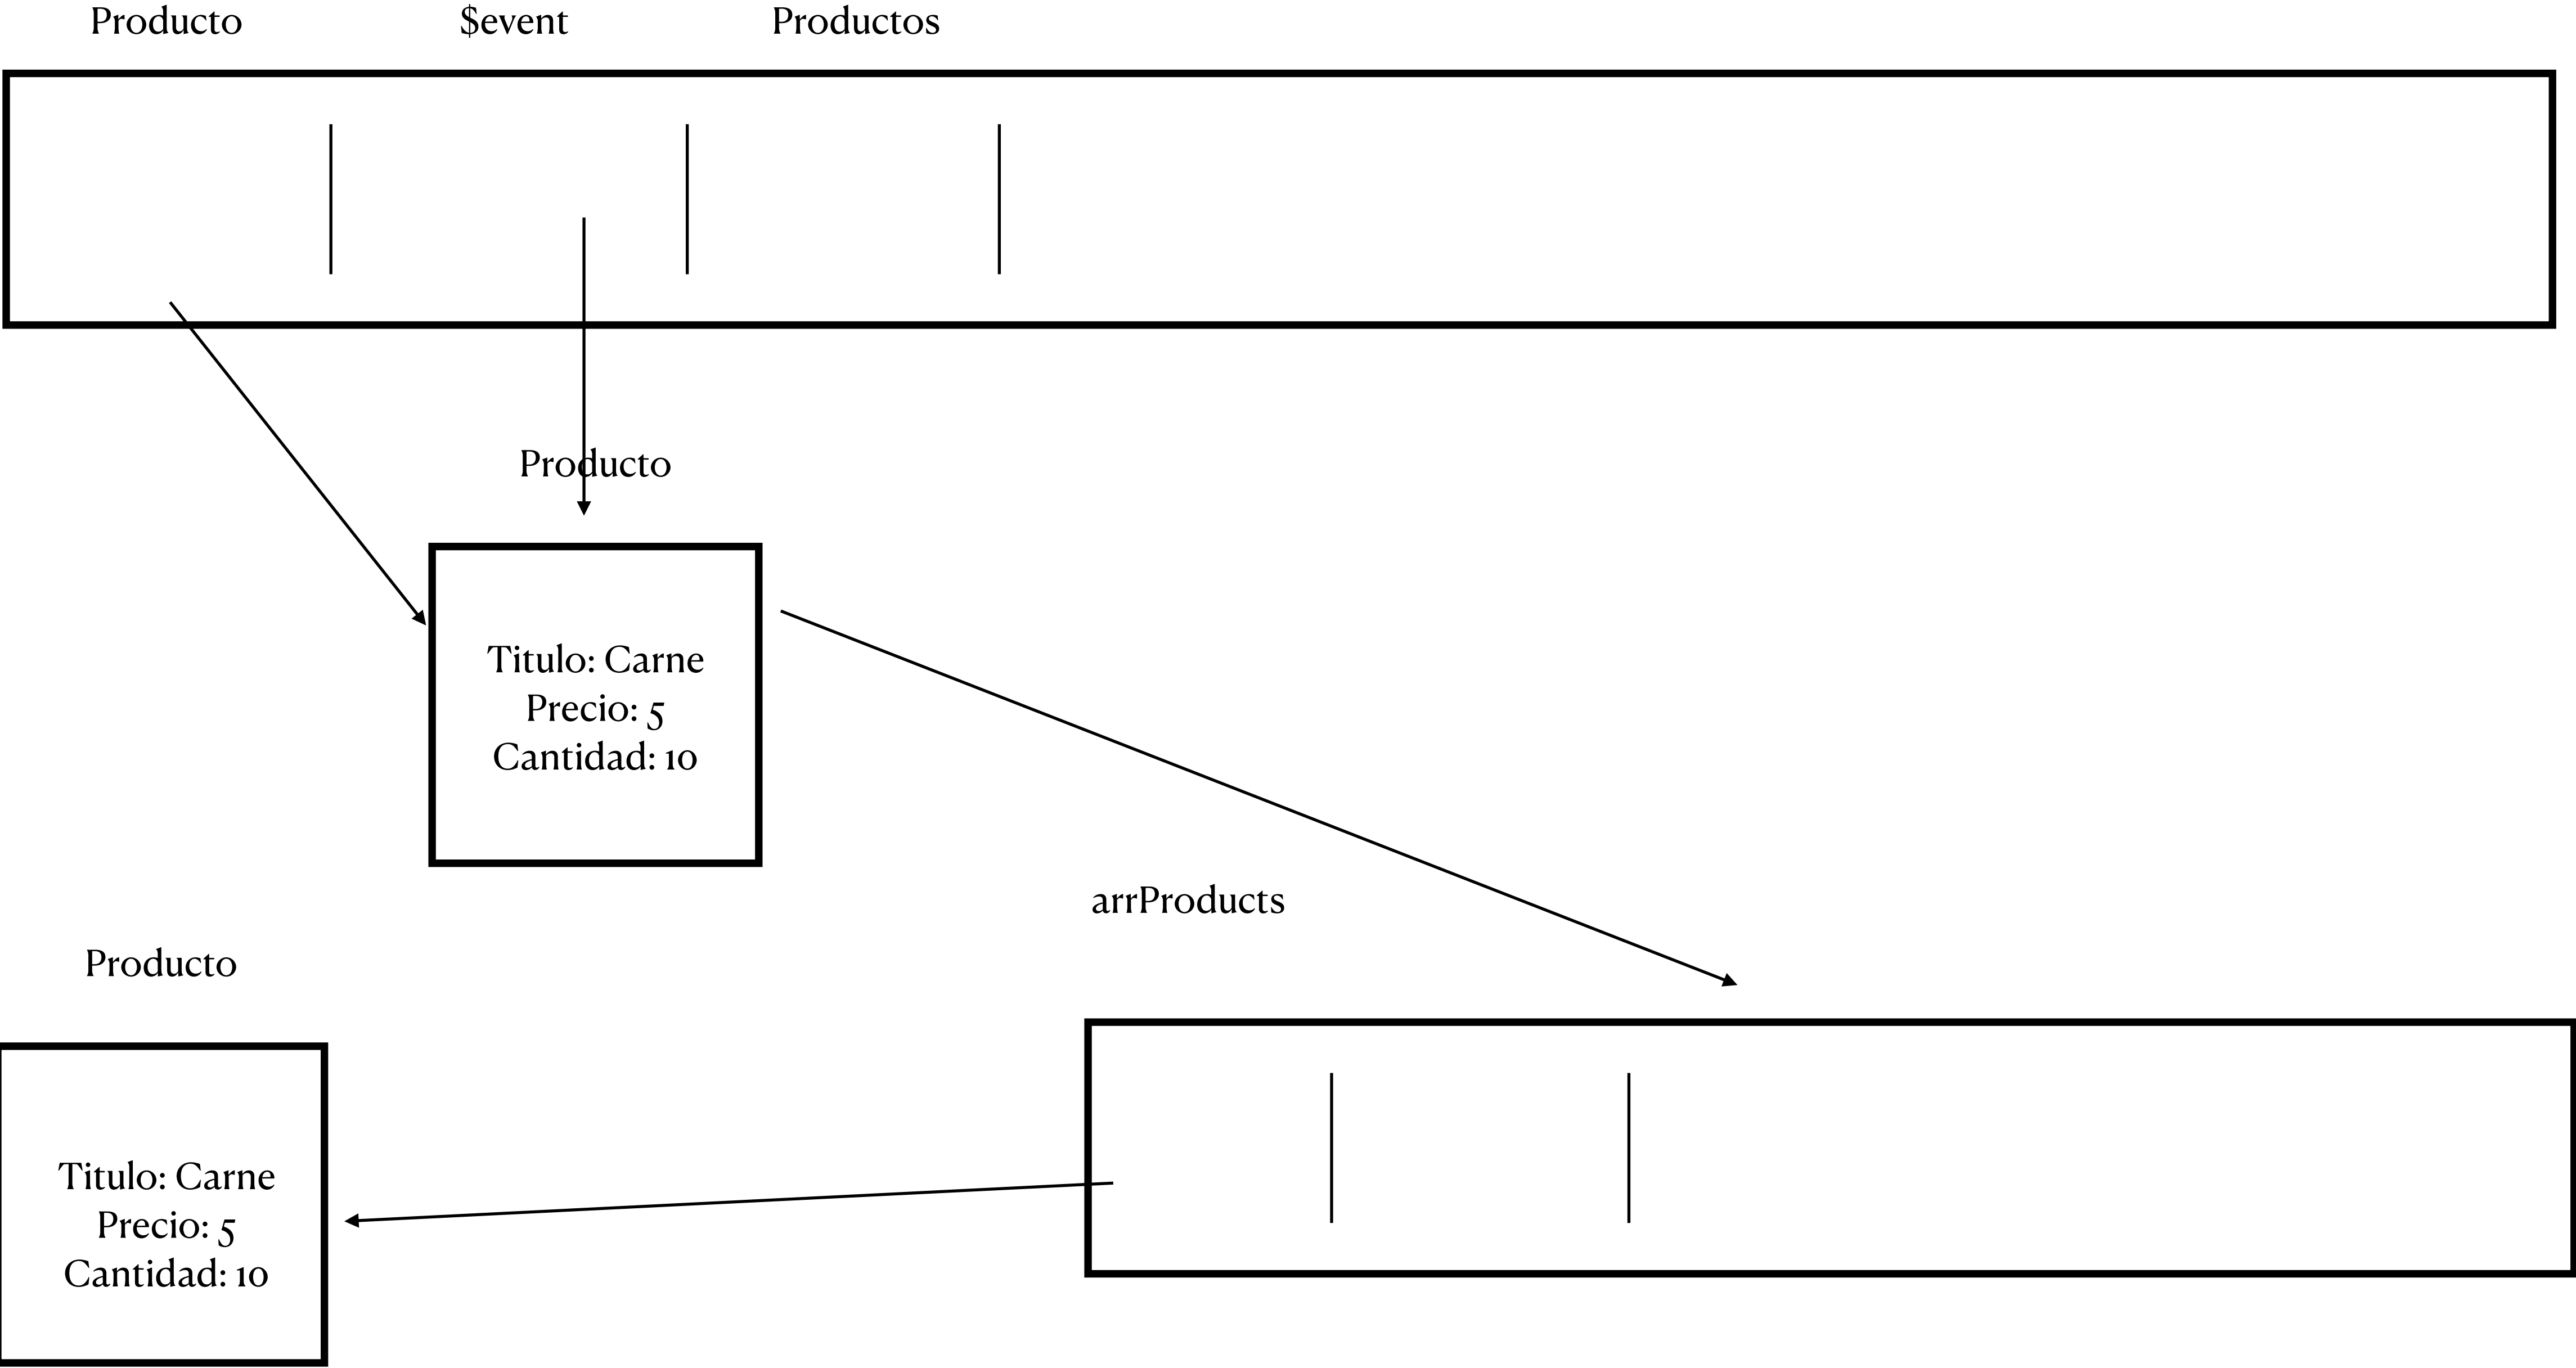 Producto
$event
Productos
Producto
Titulo: Carne
Precio: 5
Cantidad: 10
arrProducts
Producto
Titulo: Carne
Precio: 5
Cantidad: 10